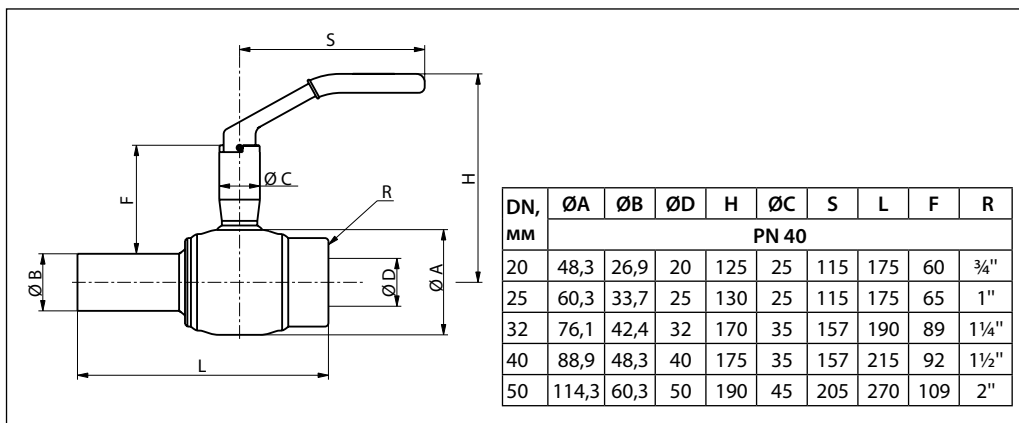 S
Ø C
R
H
F
Ø B
Ø D
Ø A
L
DN, мм ØA ØB ØD H ØC S L F R
PN 40
20 48,3 26,9 20 125 25 115 175 60 ¾"
25 60,3 33,7 25 130 25 115 175 65 1"
32 76,1 42,4 32 170 35 157 190 89 1¼"
40 88,9 48,3 40 175 35 157 215 92 1½"
50 114,3 60,3 50 190 45 205 270 109 2"